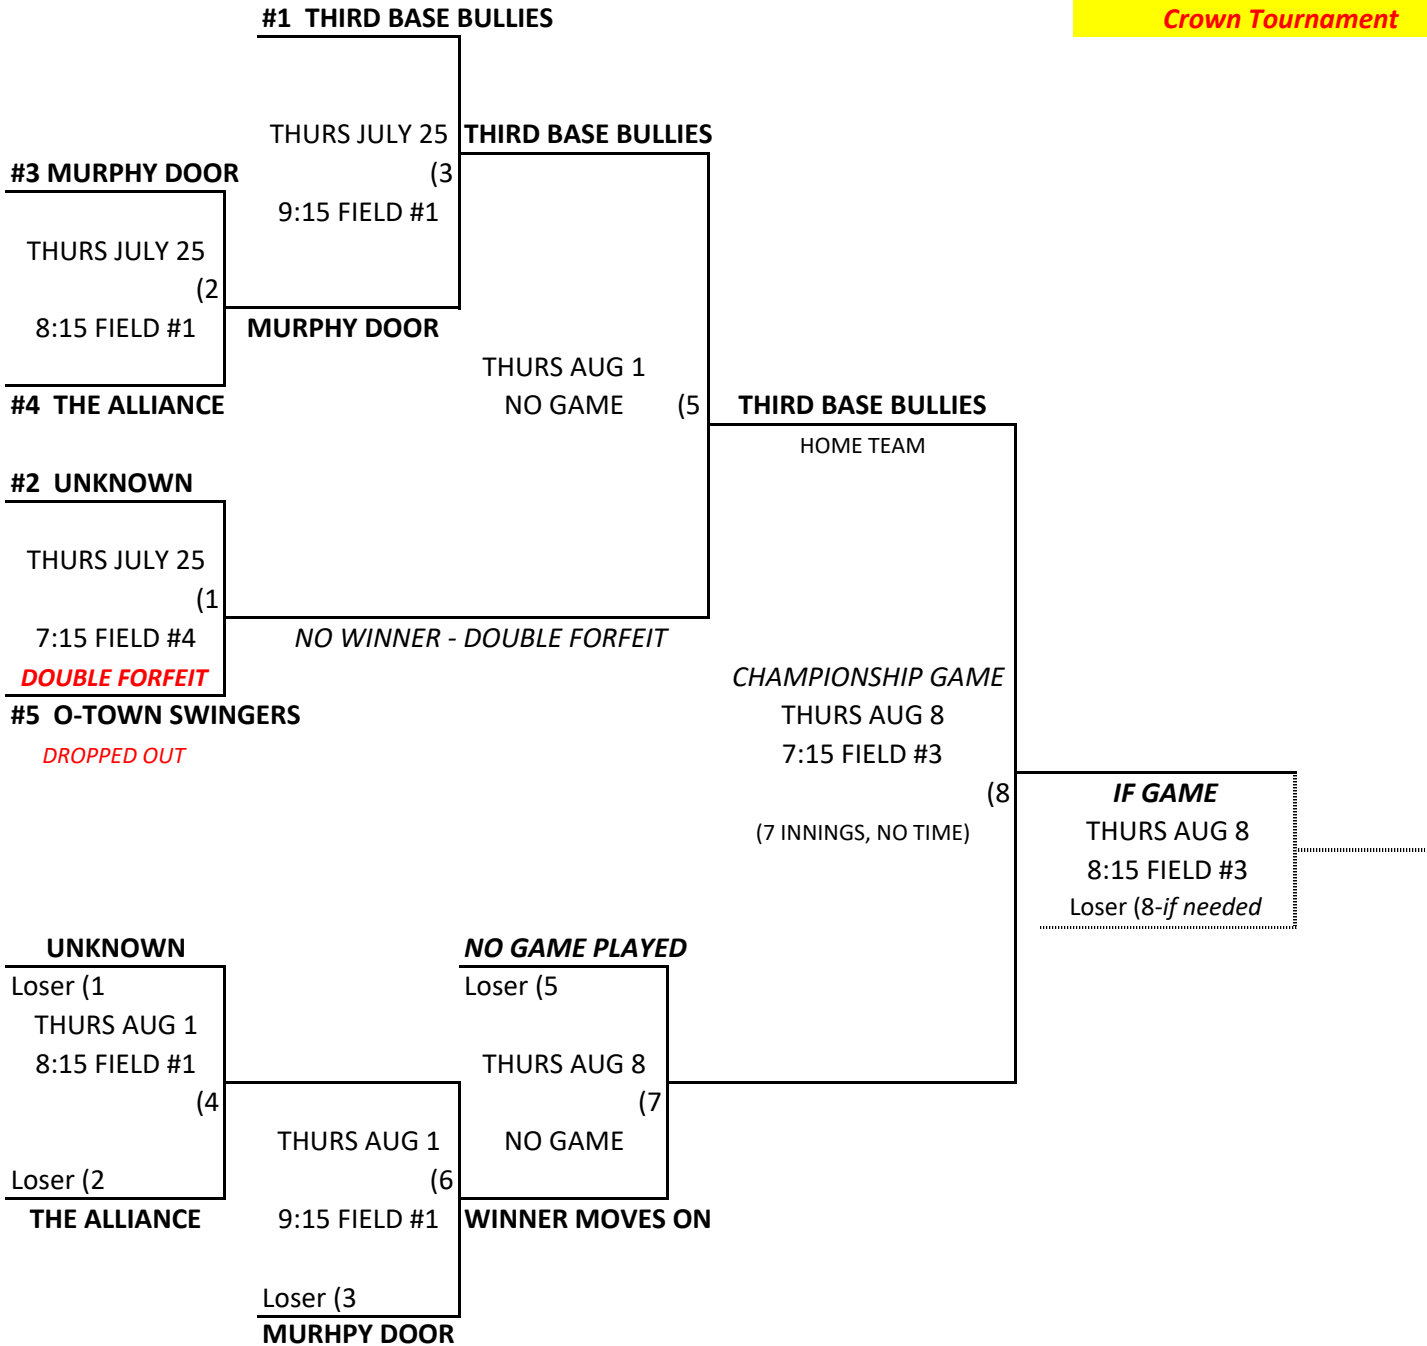 #1  THIRD BASE BULLIES
Crown Tournament
THURS JULY 25
THIRD BASE BULLIES
#3 MURPHY DOOR
(3
9:15 FIELD #1
THURS JULY 25
(2
8:15 FIELD #1
MURPHY DOOR
THURS AUG 1
#4  THE ALLIANCE
NO GAME
(5
THIRD BASE BULLIES
HOME TEAM
#2  UNKNOWN
THURS JULY 25
(1
7:15 FIELD #4
NO WINNER - DOUBLE FORFEIT
DOUBLE FORFEIT
CHAMPIONSHIP GAME
#5  O-TOWN SWINGERS
THURS AUG 8
DROPPED OUT
7:15 FIELD #3
(8
IF GAME
(7 INNINGS, NO TIME)
THURS AUG 8
8:15 FIELD #3
Loser (8-if needed
UNKNOWN
NO GAME PLAYED
Loser (1
Loser (5
THURS AUG 1
8:15 FIELD #1
THURS AUG 8
(4
(7
THURS AUG 1
NO GAME
Loser (2
(6
THE ALLIANCE
9:15 FIELD #1
WINNER MOVES ON
Loser (3
MURHPY DOOR